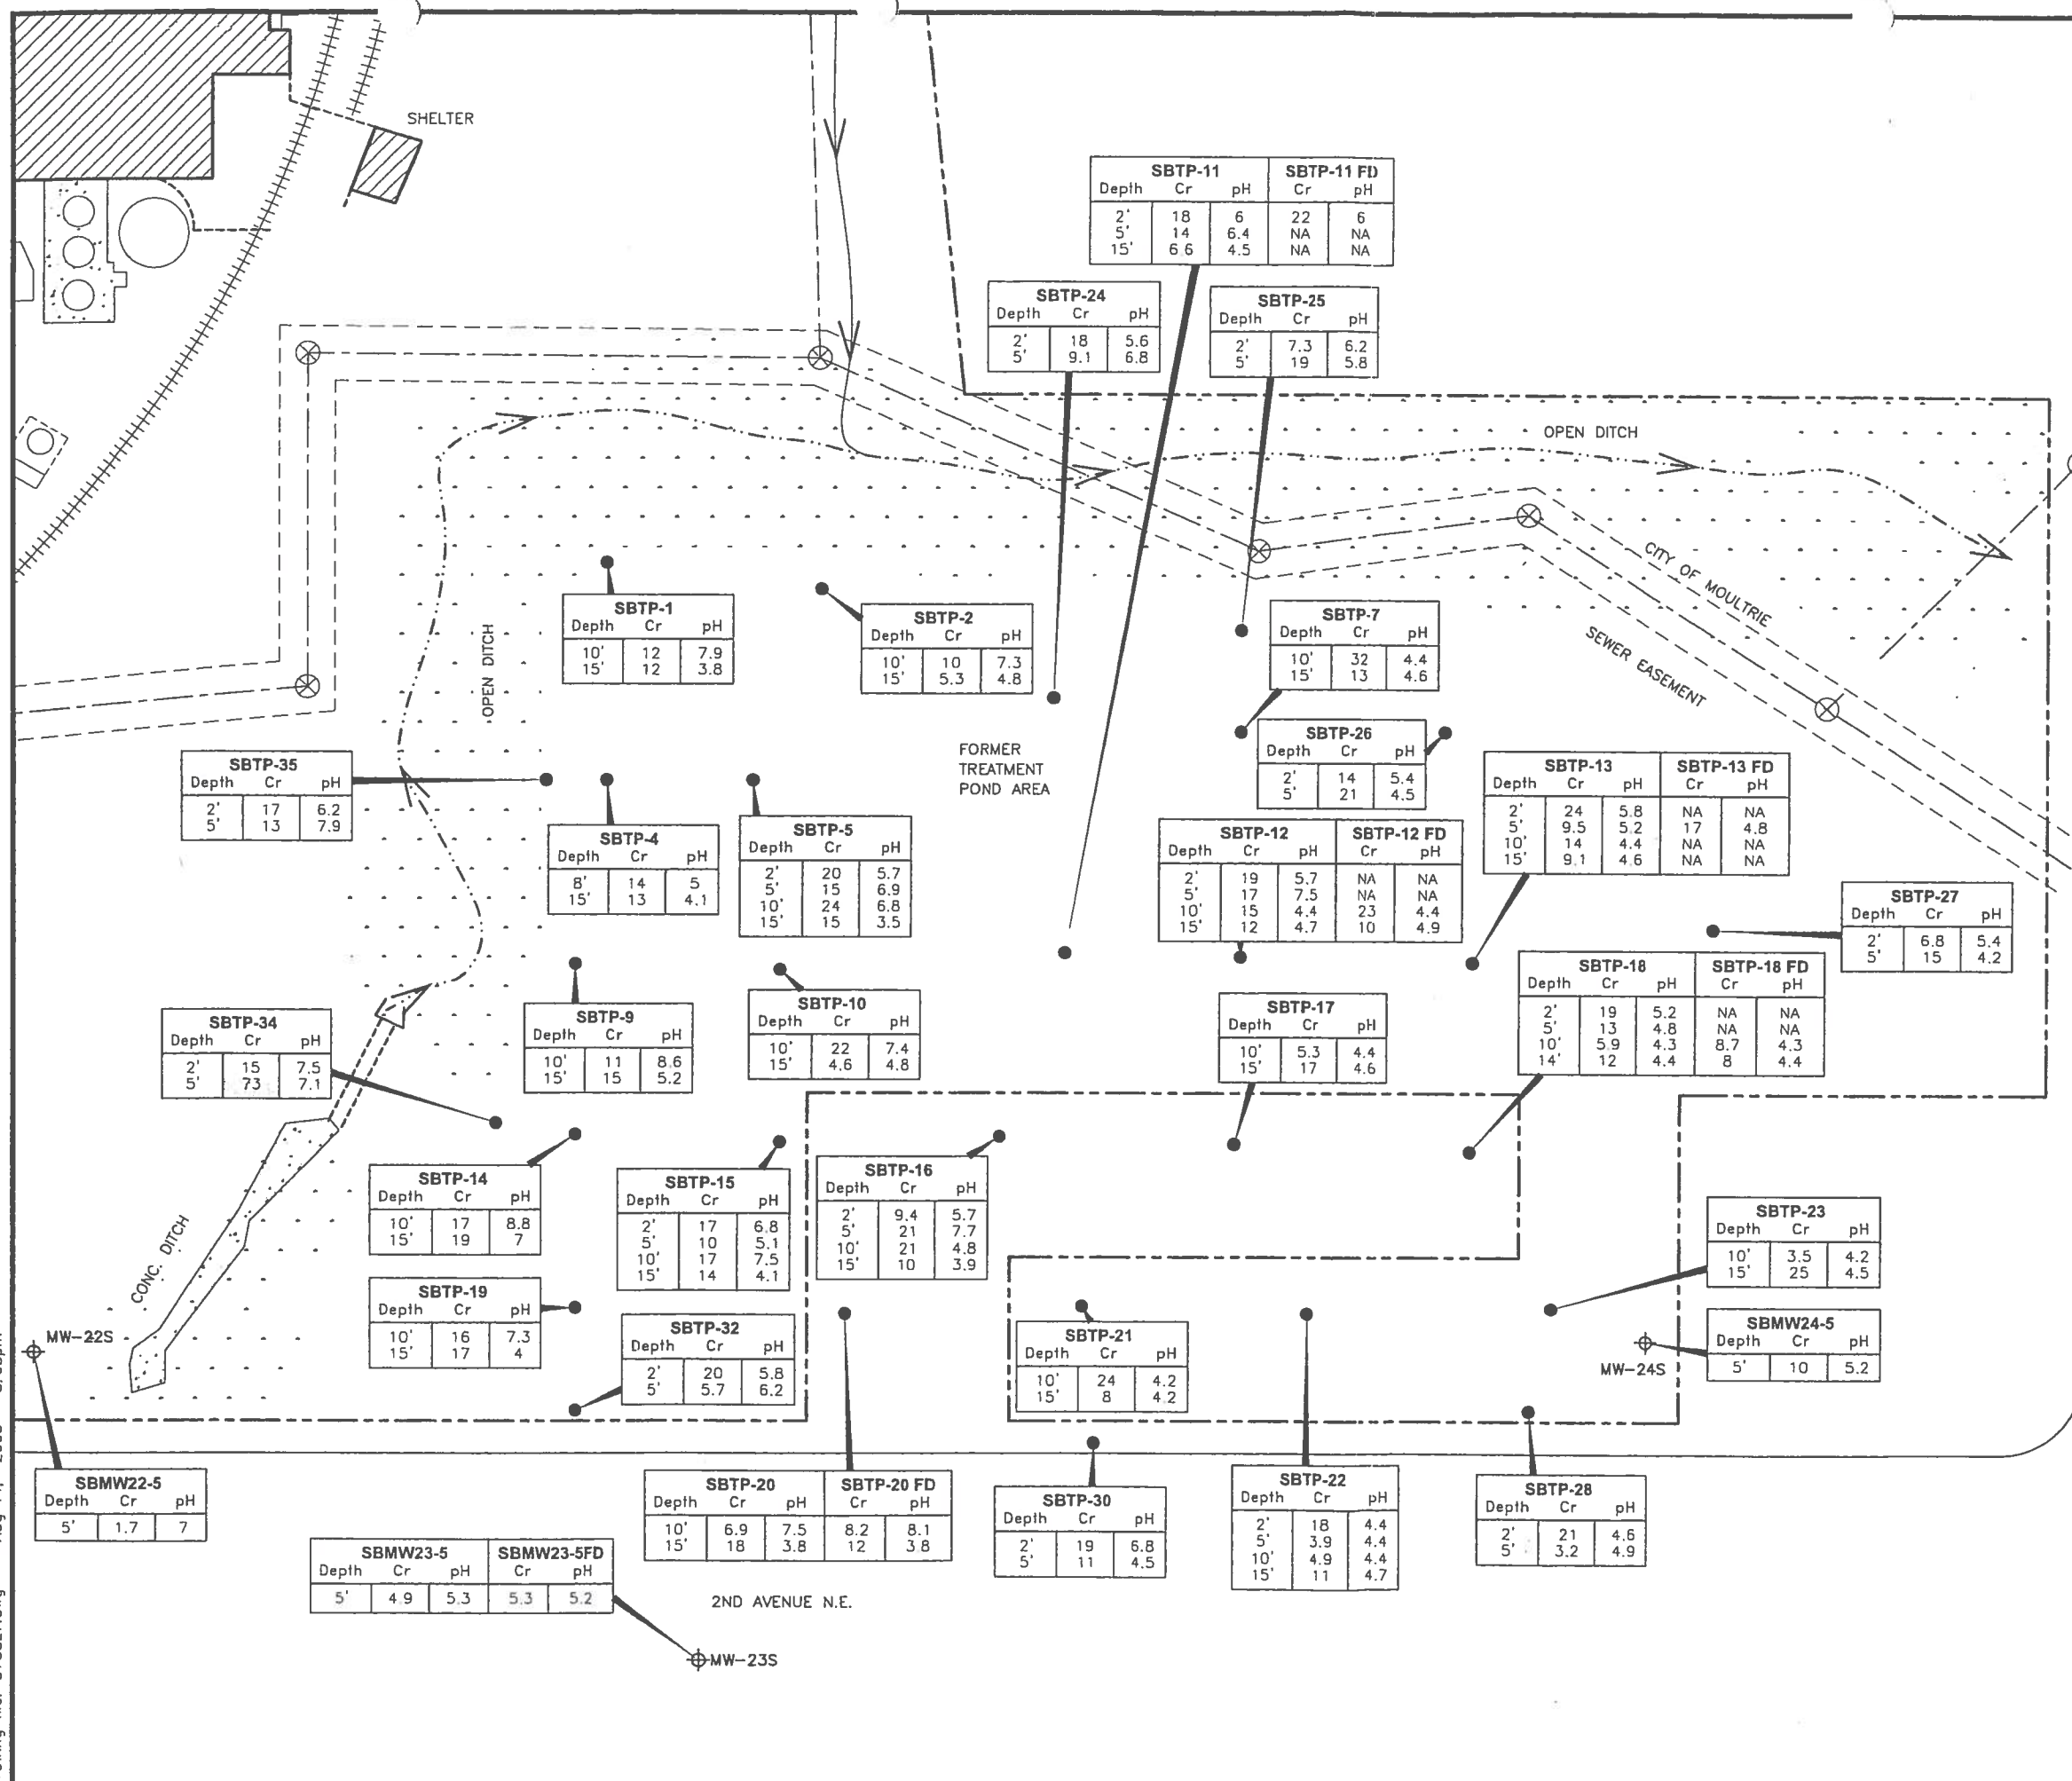 SHELTER
SBTP-11 SBTP-11 FD
Depth Cr pH Cr pH
2' 18 6 22 6
5' 14 6.4 NA NA
15' 6.6 4.5 NA NA
SBTP-24
Depth Cr pH
2' 18 5.6
5' 9.1 6.8
SBTP-25
Depth Cr pH
2' 7.3 6.2
5' 19 5.8
OPEN DITCH
CITY OF MOULTRIE
SEWER EASEMENT
OPEN DITCH
SBTP-1
Depth Cr pH
10' 12 7.9
15' 12 3.8
SBTP-2
Depth Cr pH
10' 10 7.3
15' 5.3 4.8
SBTP-7
Depth Cr pH
10' 32 4.4
15' 13 4.6
FORMER
TREATMENT
POND AREA
SBTP-26
Depth Cr pH
2' 14 5.4
5' 21 4.5
SBTP-35
Depth Cr pH
2' 17 6.2
5' 13 7.9
SBTP-4
Depth Cr pH
8' 14 5
15' 13 4.1
SBTP-5
Depth Cr pH
2' 20 5.7
5' 15 6.9
10' 24 6.8
15' 15 3.5
SBTP-12 SBTP-12 FD
Depth Cr pH Cr pH
2' 19 5.7 NA NA
5' 17 7.5 NA NA
10' 15 4.4 23 4.4
15' 12 4.7 10 4.9
SBTP-13 SBTP-13 FD
Depth Cr pH Cr pH
2' 24 5.8 NA NA
5' 9.5 5.2 17 4.8
10' 14 4.4 NA NA
15' 9.1 4.6 NA NA
SBTP-27
Depth Cr pH
2' 6.8 5.4
5' 15 4.2
SBTP-34
Depth Cr pH
2' 15 7.5
5' 73 7.1
SBTP-9
Depth Cr pH
10' 11 8.6
15' 15 5.2
SBTP-10
Depth Cr pH
10' 22 7.4
15' 4.6 4.8
SBTP-17
Depth Cr pH
10' 5.3 4.4
15' 17 4.6
SBTP-18 SBTP-18 FD
Depth Cr pH Cr pH
2' 19 5.2 NA NA
5' 13 4.8 NA NA
10' 5.9 4.3 8.7 4.3
14' 12 4.4 8 4.4
CONC. DITCH
SBTP-14
Depth Cr pH
10' 17 8.8
15' 19 7
SBTP-15
Depth Cr pH
2' 17 6.8
5' 10 5.1
10' 17 7.5
15' 14 4.1
SBTP-16
Depth Cr pH
2' 9.4 5.7
5' 21 7.7
10' 21 4.8
15' 10 3.9
SBTP-23
Depth Cr pH
10' 3.5 4.2
15' 25 4.5
SBTP-19
Depth Cr pH
10' 16 7.3
15' 17 4
SBTP-32
Depth Cr pH
2' 20 5.8
5' 5.7 6.2
SBTP-21
Depth Cr pH
10' 24 4.2
15' 8 4.2
SBMW24-5
Depth Cr pH
5' 10 5.2
MW-22S
MW-24S
SBMW22-5
Depth Cr pH
5' 1.7 7
SBTP-20 SBTP-20 FD
Depth Cr pH Cr pH
10' 6.9 7.5 8.2 8.1
15' 18 3.8 12 3.8
SBTP-30
Depth Cr pH
2' 19 6.8
5' 11 4.5
SBTP-22
Depth Cr pH
2' 18 4.4
5' 3.9 4.4
10' 4.9 4.4
15' 11 4.7
SBTP-28
Depth Cr pH
2' 21 4.6
5' 3.2 4.9
SBMW23-5 SBMW23-5FD
Depth Cr pH Cr pH
5' 4.9 5.3 5.3 5.2
2ND AVENUE N.E.
MW-23S